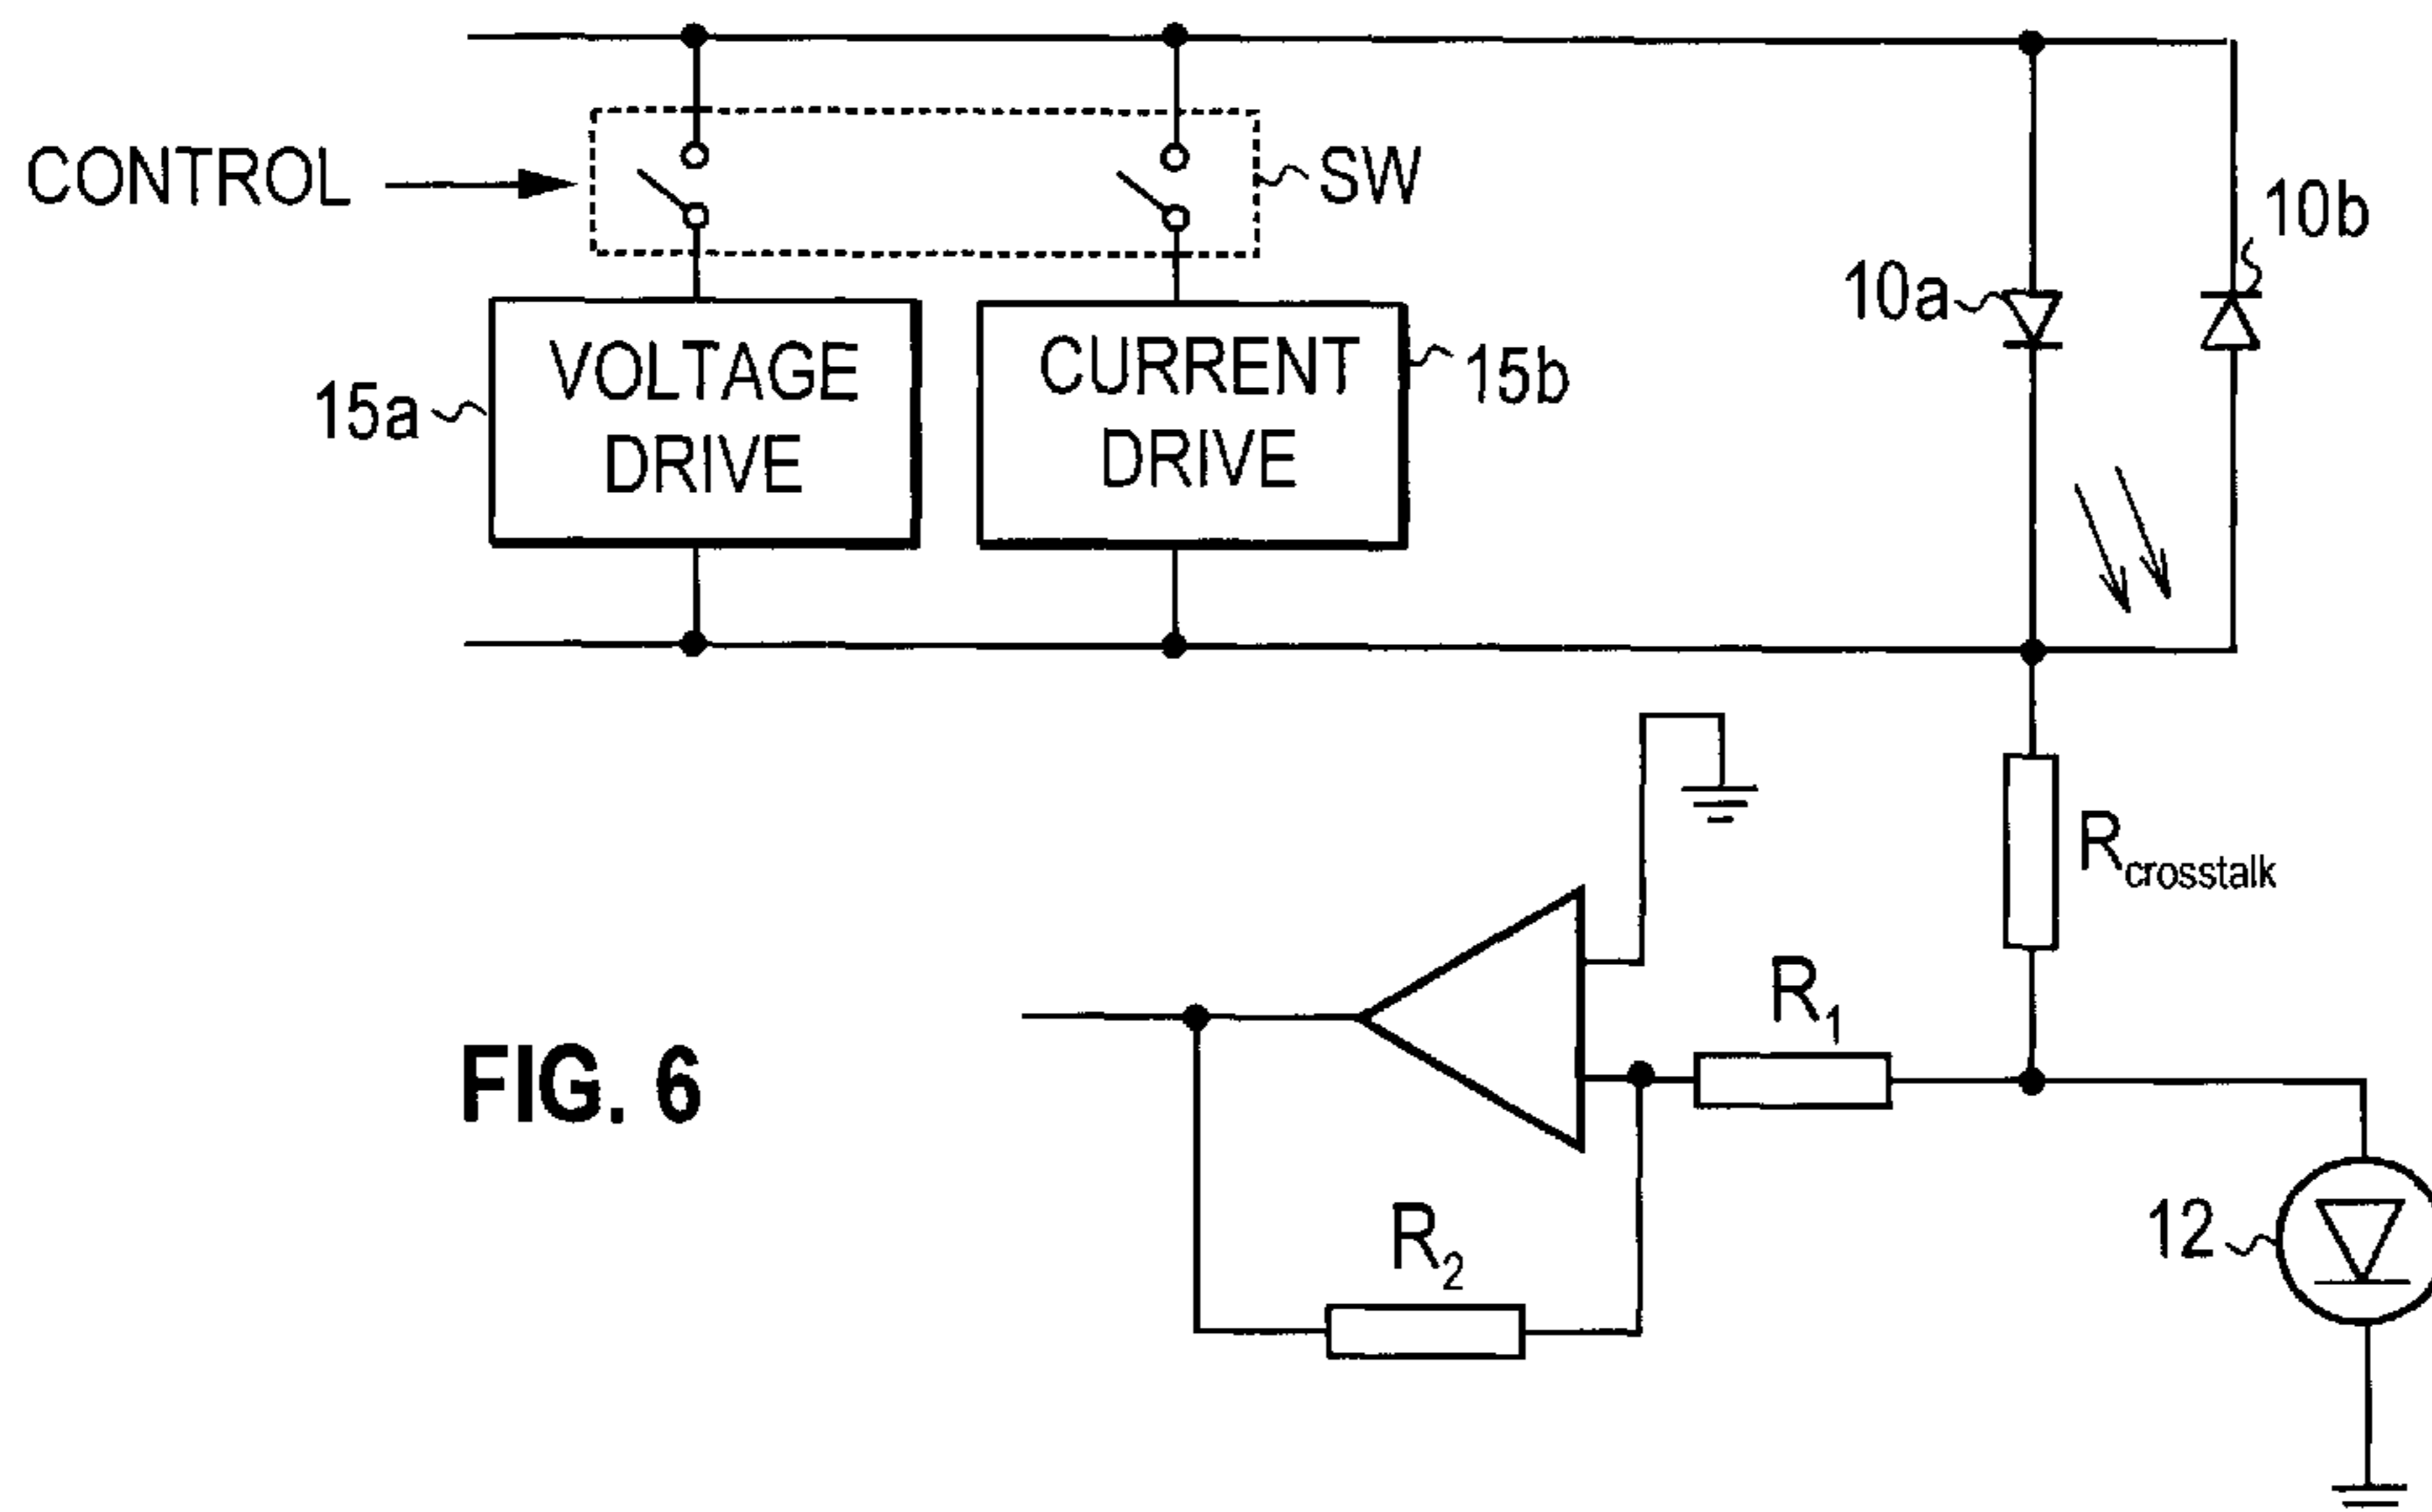 CONTROL
SW
10b
10a
15a
VOLTAGE
DRIVE
CURRENT
DRIVE
15b
Rcrosstalk
R1
FIG. 6
R2
12